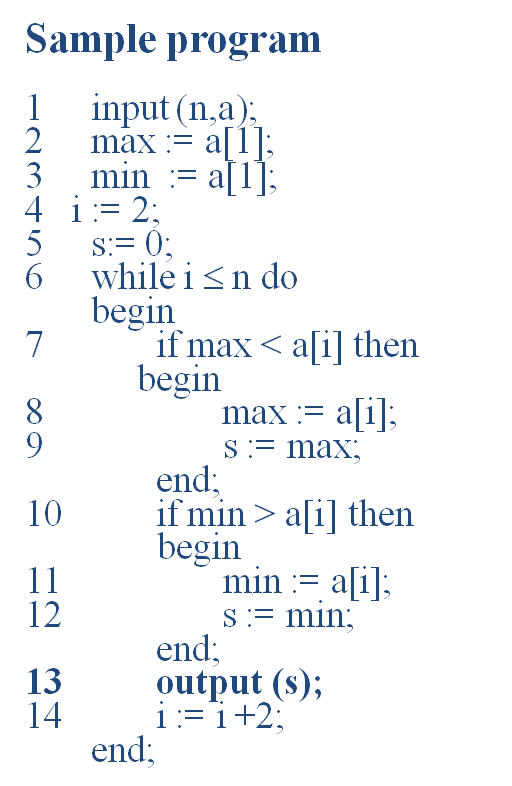 Sample program
1 input (n,a);
2 max := a[1];
3 min := a[1];
4 i := 2;
5 s:= 0;
6 while i ≤ n do
begin
7 if max < a[i] then
begin
8 max := a[i];
9 s := max;
end;
10 if min > a[i] then
begin
11 min := a[i];
12 s := min;
end;
13 output (s);
14 i := i +2;
end;